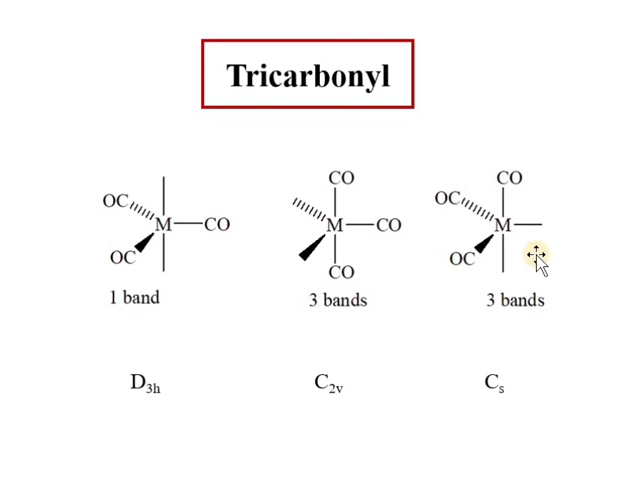 Tricarbonyl
CO CO
OC OC
M CO M CO M
OC OC
CO
1 band 3 bands 3 bands
D3h C2v Cs